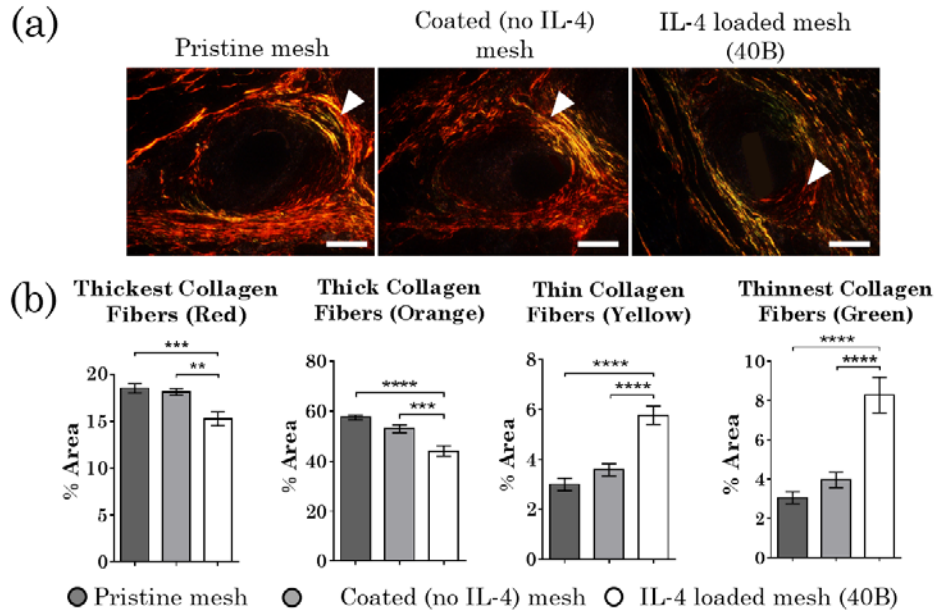 (a)
Pristine mesh
Coated (no IL-4)
mesh
IL-4 loaded mesh
(40B)
(b)
Thickest Collagen
Fibers (Red)
% Area
20
15
10
5
0
***
**
Thick Collagen
Fibers (Orange)
% Area
80
60
40
20
0
****
***
Thin Collagen
Fibers (Yellow)
% Area
8
6
4
2
0
****
****
Thinnest Collagen
Fibers (Green)
% Area
10
8
6
4
2
0
****
****
Pristine mesh
Coated (no IL-4) mesh
IL-4 loaded mesh (40B)